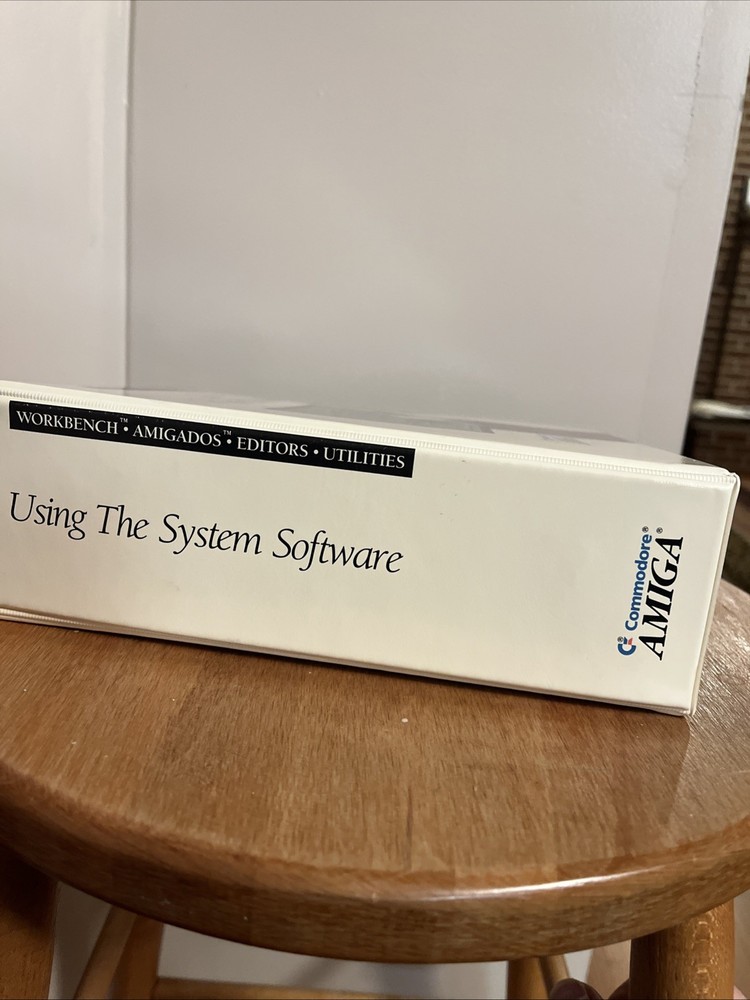 WORKBENCH™ • AMIGADOS™ • EDITORS • UTILITIES
Using The System Software
Commodore®
AMIGA®